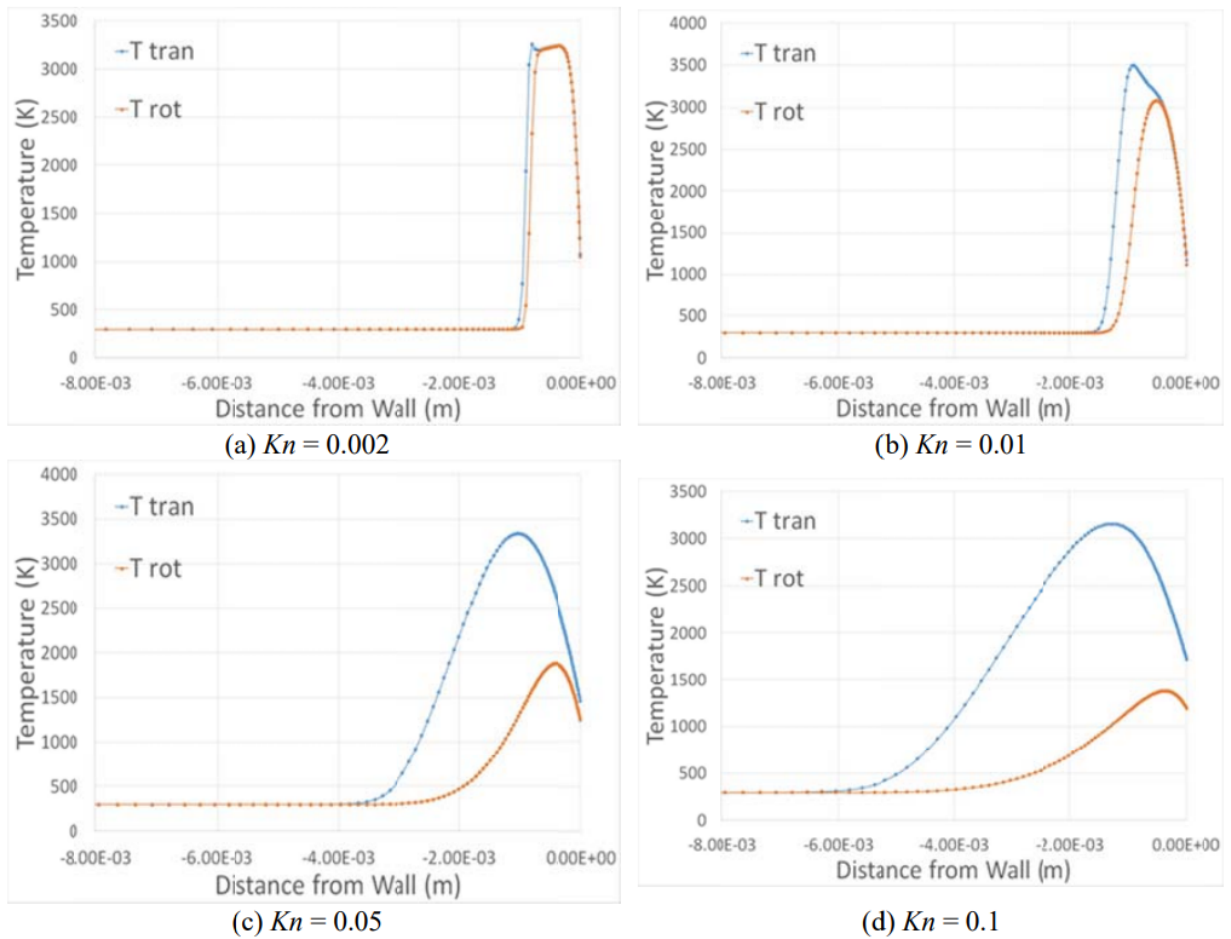 3500
3000
2500
2000
1500
1000
500
0
Temperature (K)
T tran
T rot
-8.00E-03 -6.00E-03 -4.00E-03 -2.00E-03 0.00E+00
Distance from Wall (m)
(a) Kn = 0.002
4000
3500
3000
2500
2000
1500
1000
500
0
Temperature (K)
T tran
T rot
-8.00E-03 -6.00E-03 -4.00E-03 -2.00E-03 0.00E+00
Distance from Wall (m)
(b) Kn = 0.01
4000
3500
3000
2500
2000
1500
1000
500
0
Temperature (K)
T tran
T rot
-8.00E-03 -6.00E-03 -4.00E-03 -2.00E-03 0.00E+00
Distance from Wall (m)
(c) Kn = 0.05
3500
3000
2500
2000
1500
1000
500
0
Temperature (K)
T tran
T rot
-8.00E-03 -6.00E-03 -4.00E-03 -2.00E-03 0.00E+00
Distance from Wall (m)
(d) Kn = 0.1